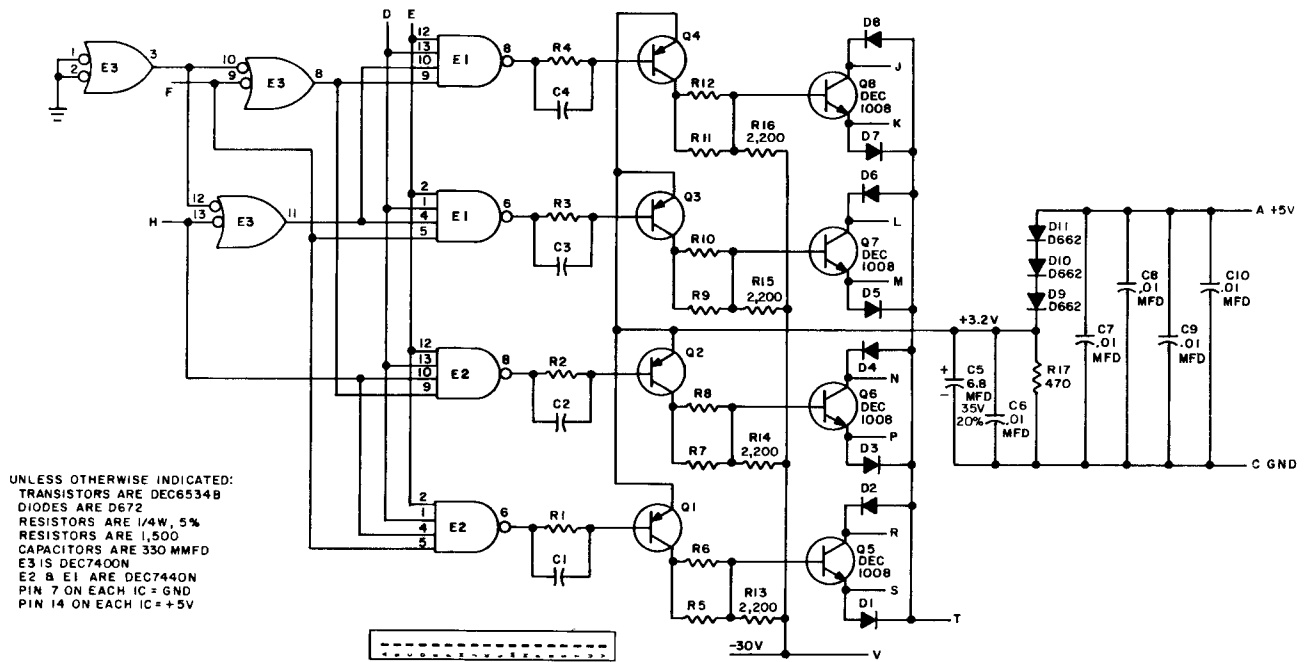 D E
D8
12
13
10
9
E1
8
R4
C4
Q4
J
1
2
E3
3
10
9
E3
8
F
R12
Q8
DEC
1008
K
R11
R16
2,200
D7
D6
2
1
4
5
E1
6
R3
C3
Q3
L
12
13
E3
11
H
R10
Q7
DEC
1008
M
R9
R15
2,200
D5
A +5V
D11
D662
D10
D662
D9
D662
C8
.01
MFD
C10
.01
MFD
+3.2V
C7
.01
MFD
C9
.01
MFD
12
13
10
9
E2
8
R2
C2
Q2
D4
N
R8
Q6
DEC
1008
P
R7
R14
2,200
D3
+
-
C5
6.8
MFD
35V
20%
C6
.01
MFD
R17
470
C GND
2
1
4
5
E2
6
R1
C1
Q1
D2
R
R6
Q5
DEC
1008
S
R5
R13
2,200
D1
T
-30V
V
UNLESS OTHERWISE INDICATED:
TRANSISTORS ARE DEC6534B
DIODES ARE D672
RESISTORS ARE 1/4W, 5%
RESISTORS ARE 1,500
CAPACITORS ARE 330 MMFD
E3 IS DEC7400N
E2 & E1 ARE DEC7440N
PIN 7 ON EACH IC = GND
PIN 14 ON EACH IC = +5V